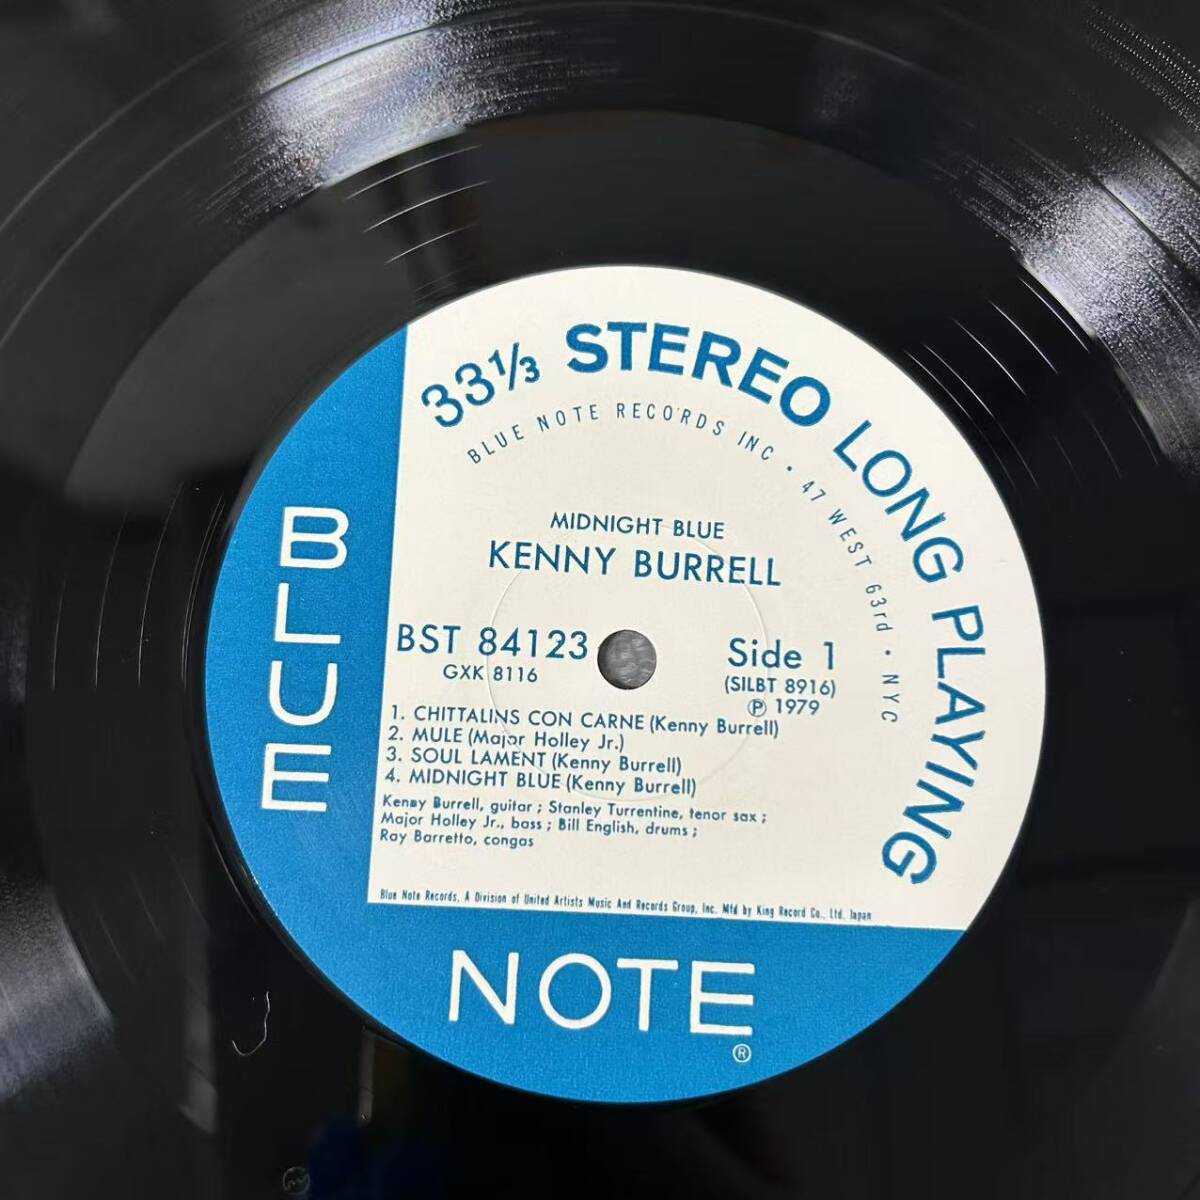 33 1/3 STEREO LONG PLAYING
BLUE NOTE RECORDS INC • 47 WEST 63rd • NYC
MIDNIGHT BLUE
KENNY BURRELL
BST 84123
GXK 8116
Side 1
(SILBT 8916)
Ⓟ 1979
1. CHITTALINS CON CARNE (Kenny Burrell)
2. MULE (Major Holley Jr.)
3. SOUL LAMENT (Kenny Burrell)
4. MIDNIGHT BLUE (Kenny Burrell)
Kenny Burrell, guitar ; Stanley Turrentine, tenor sax ;
Major Holley Jr., bass ; Bill English, drums ;
Ray Barretto, congas
Blue Note Records, A Division of United Artists Music And Records Group, Inc. Mfd by King Record Co., Ltd. Japan
BLUE
NOTE
®